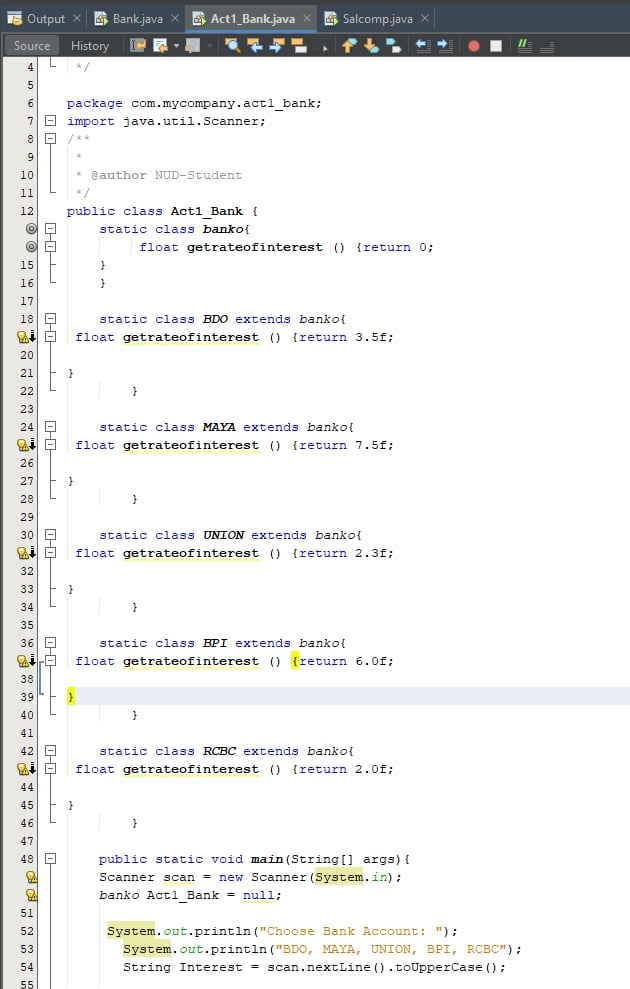 Output Bank.java Act1_Bank.java Salcomp.java
Source History
4 */
5
6 package com.mycompany.act1_bank;
7 import java.util.Scanner;
8 /**
9 *
10 * @author NUD-Student
11 */
12 public class Act1_Bank {
static class banko{
float getrateofinterest () {return 0;
15 }
16 }
17
18 static class BDO extends banko{
float getrateofinterest () {return 3.5f;
20
21 }
22 }
23
24 static class MAYA extends banko{
float getrateofinterest () {return 7.5f;
26
27 }
28 }
29
30 static class UNION extends banko{
float getrateofinterest () {return 2.3f;
32
33 }
34 }
35
36 static class BPI extends banko{
float getrateofinterest () {return 6.0f;
38
39 }
40 }
41
42 static class RCBC extends banko{
float getrateofinterest () {return 2.0f;
44
45 }
46 }
47
48 public static void main(String[] args){
Scanner scan = new Scanner(System.in);
banko Act1_Bank = null;
51
52 System.out.println("Choose Bank Account: ");
53 System.out.println("BDO, MAYA, UNION, BPI, RCBC");
54 String Interest = scan.nextLine().toUpperCase();
55